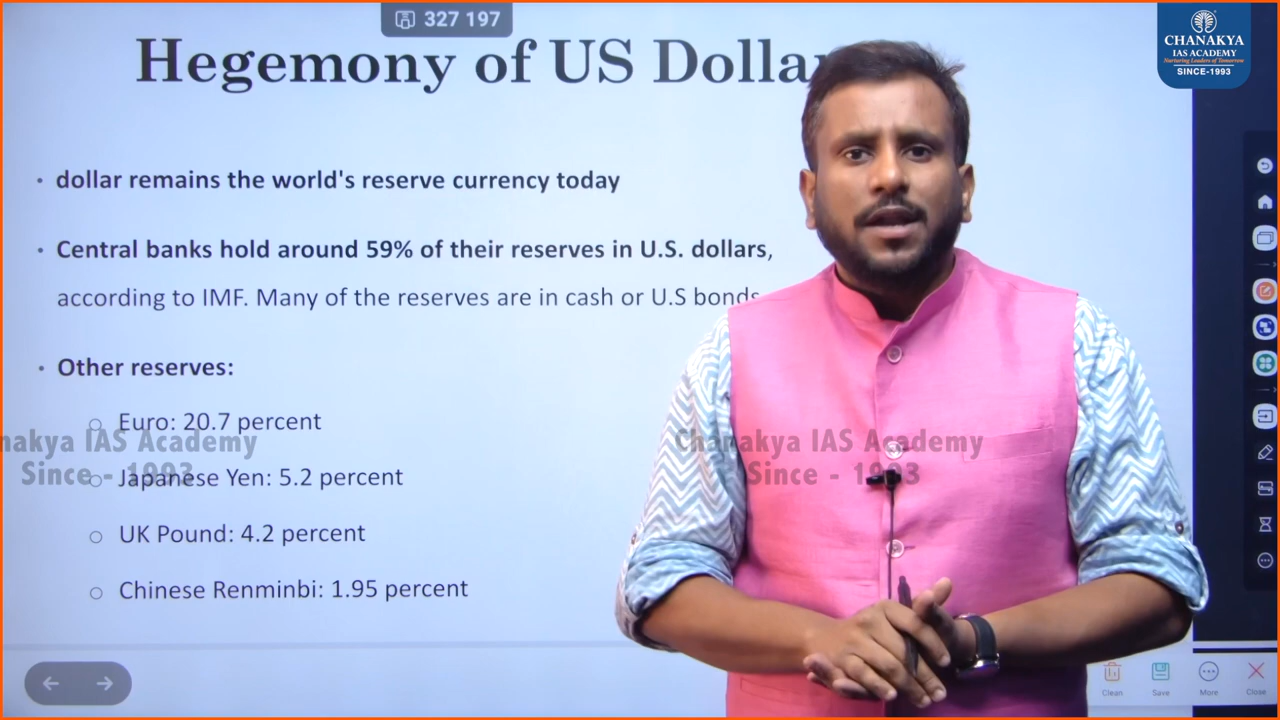 327 197
Hegemony of US Dollar
CHANAKYA
IAS ACADEMY
Nurturing Leaders of Tomorrow
SINCE-1993
• dollar remains the world's reserve currency today
• Central banks hold around 59% of their reserves in U.S. dollars,
according to IMF. Many of the reserves are in cash or U.S bonds
• Other reserves:
○ Euro: 20.7 percent
nakya IAS Academy
Since - 1993
Chanakya IAS Academy
Since - 1993
○ Japanese Yen: 5.2 percent
○ UK Pound: 4.2 percent
○ Chinese Renminbi: 1.95 percent
Clean Save More Close